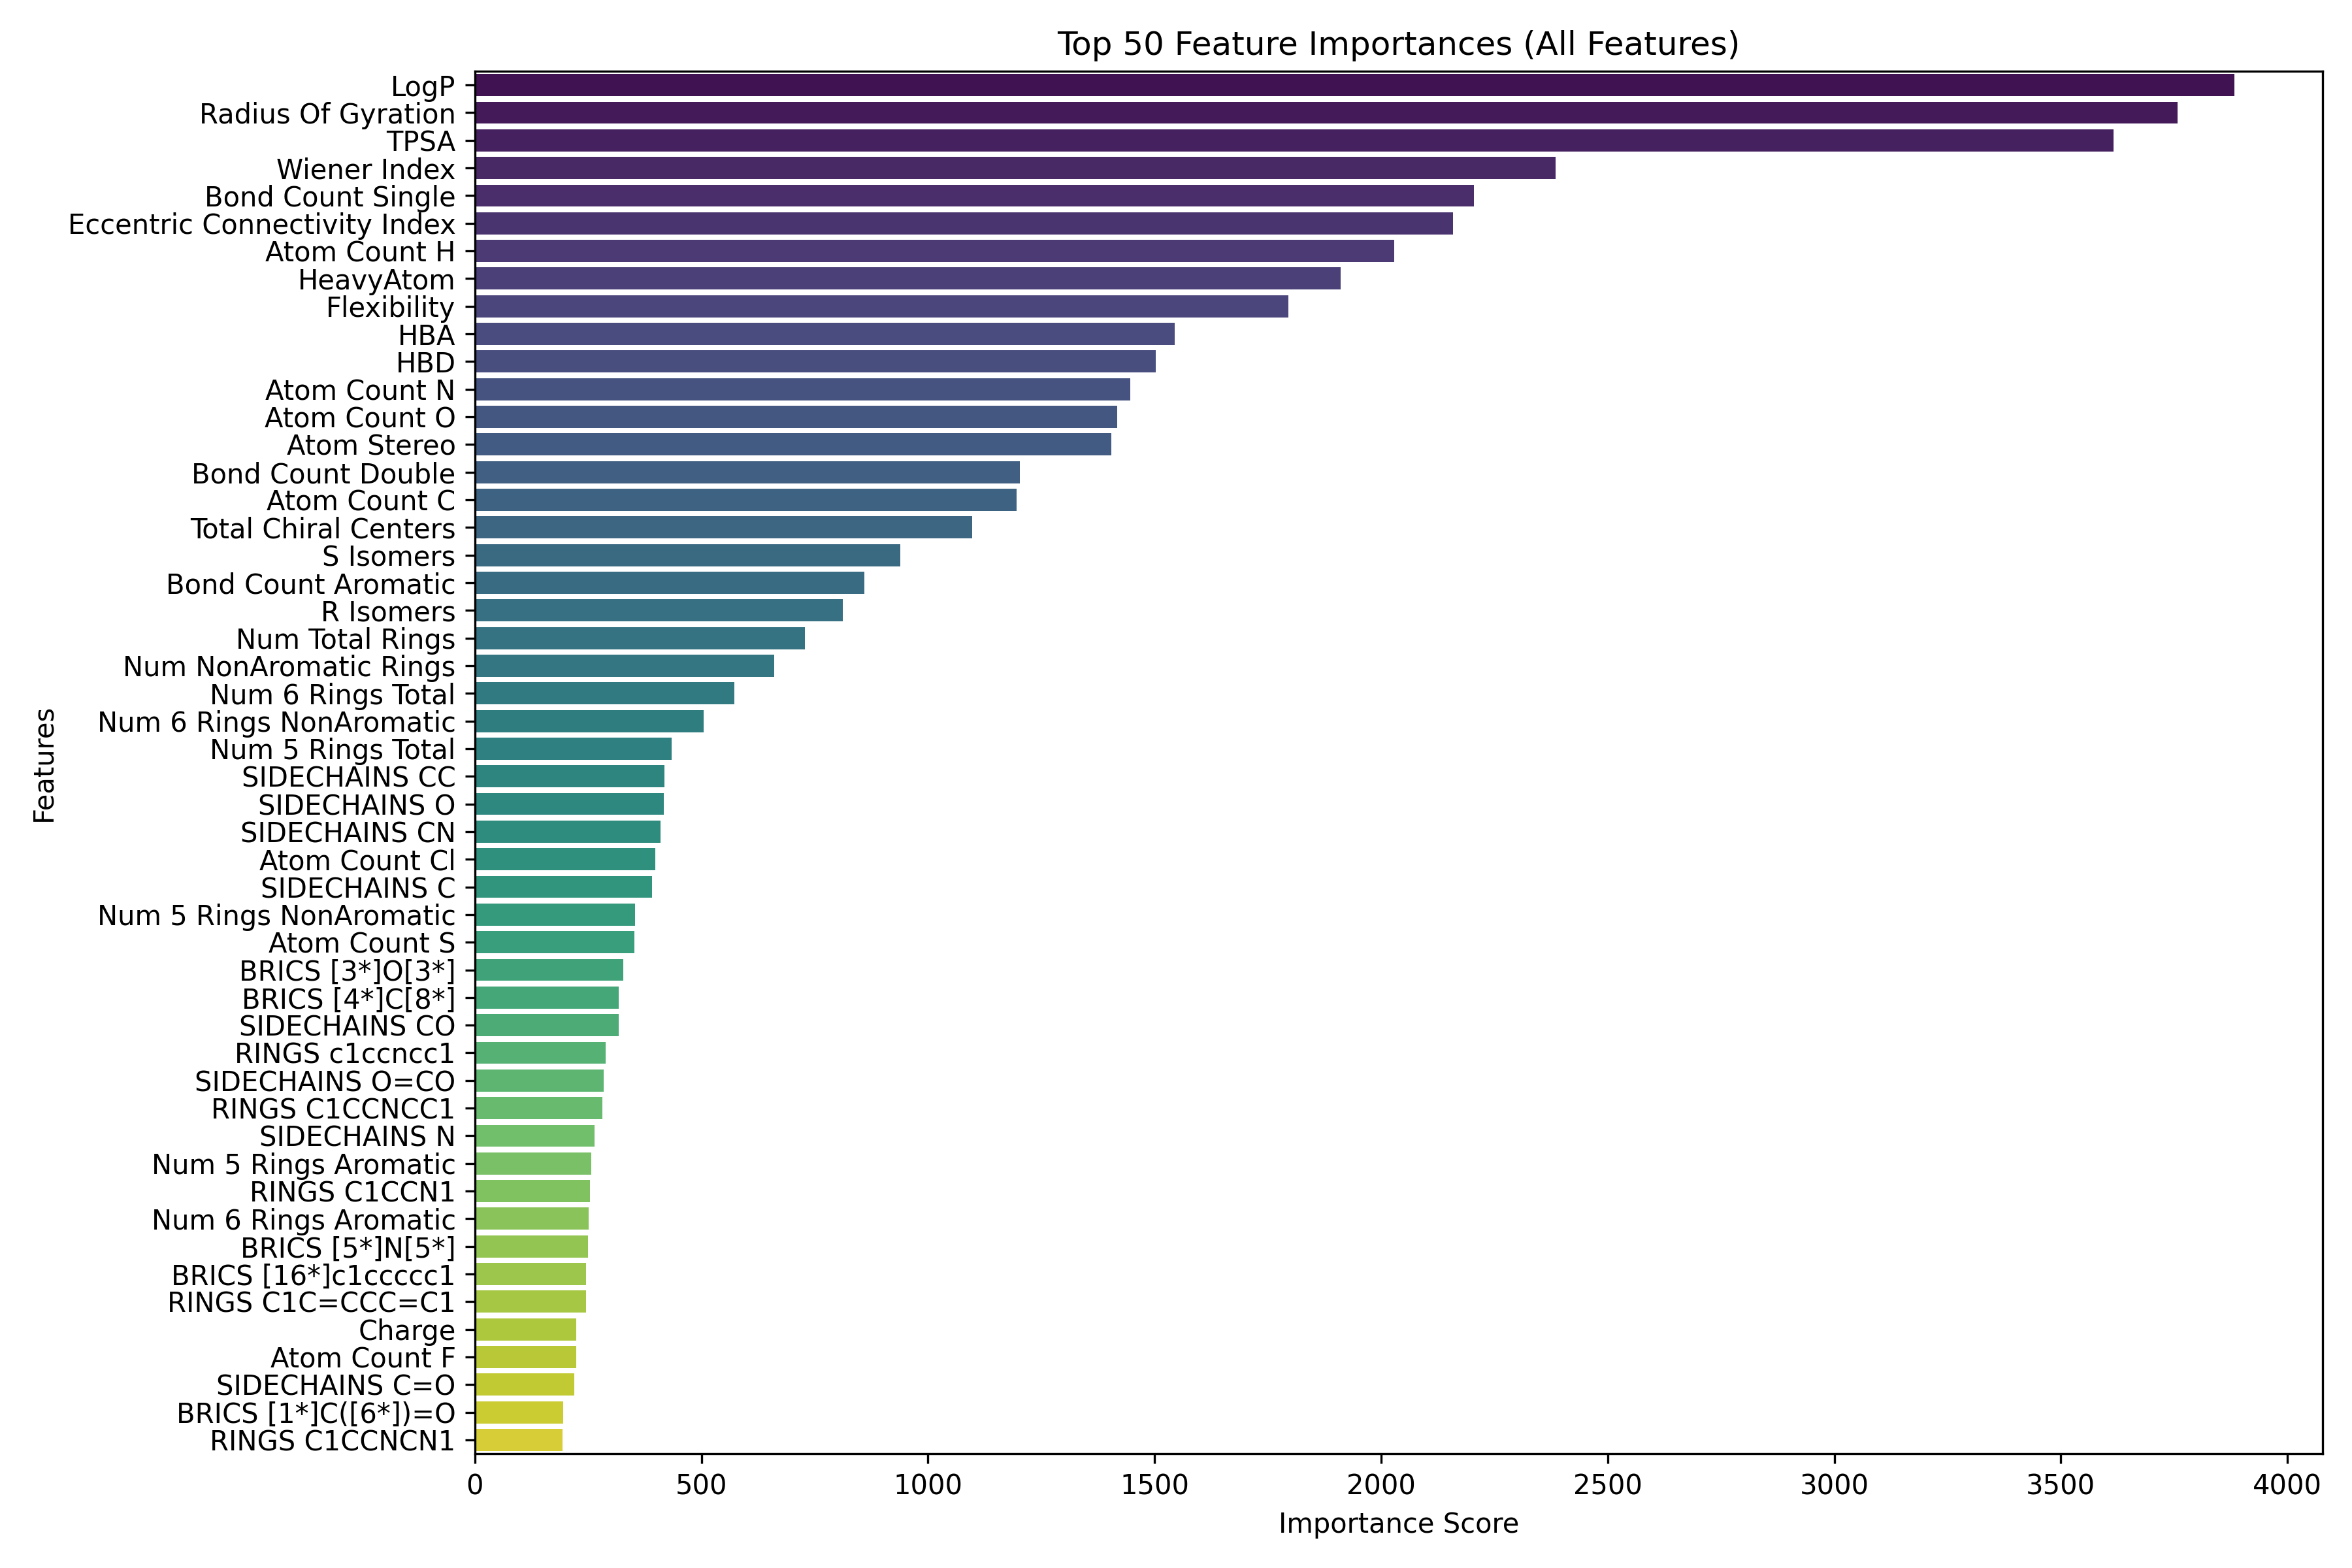 Top 50 Feature Importances (All Features)
LogP
Radius Of Gyration
TPSA
Wiener Index
Bond Count Single
Eccentric Connectivity Index
Atom Count H
HeavyAtom
Flexibility
HBA
HBD
Atom Count N
Atom Count O
Atom Stereo
Bond Count Double
Atom Count C
Total Chiral Centers
S Isomers
Bond Count Aromatic
R Isomers
Num Total Rings
Num NonAromatic Rings
Num 6 Rings Total
Num 6 Rings NonAromatic
Num 5 Rings Total
SIDECHAINS CC
SIDECHAINS O
SIDECHAINS CN
Atom Count Cl
SIDECHAINS C
Num 5 Rings NonAromatic
Atom Count S
BRICS [3*]O[3*]
BRICS [4*]C[8*]
SIDECHAINS CO
RINGS c1ccncc1
SIDECHAINS O=CO
RINGS C1CCNCC1
SIDECHAINS N
Num 5 Rings Aromatic
RINGS C1CCN1
Num 6 Rings Aromatic
BRICS [5*]N[5*]
BRICS [16*]c1ccccc1
RINGS C1C=CCC=C1
Charge
Atom Count F
SIDECHAINS C=O
BRICS [1*]C([6*])=O
RINGS C1CCNCN1
Features
0 500 1000 1500 2000 2500 3000 3500 4000
Importance Score